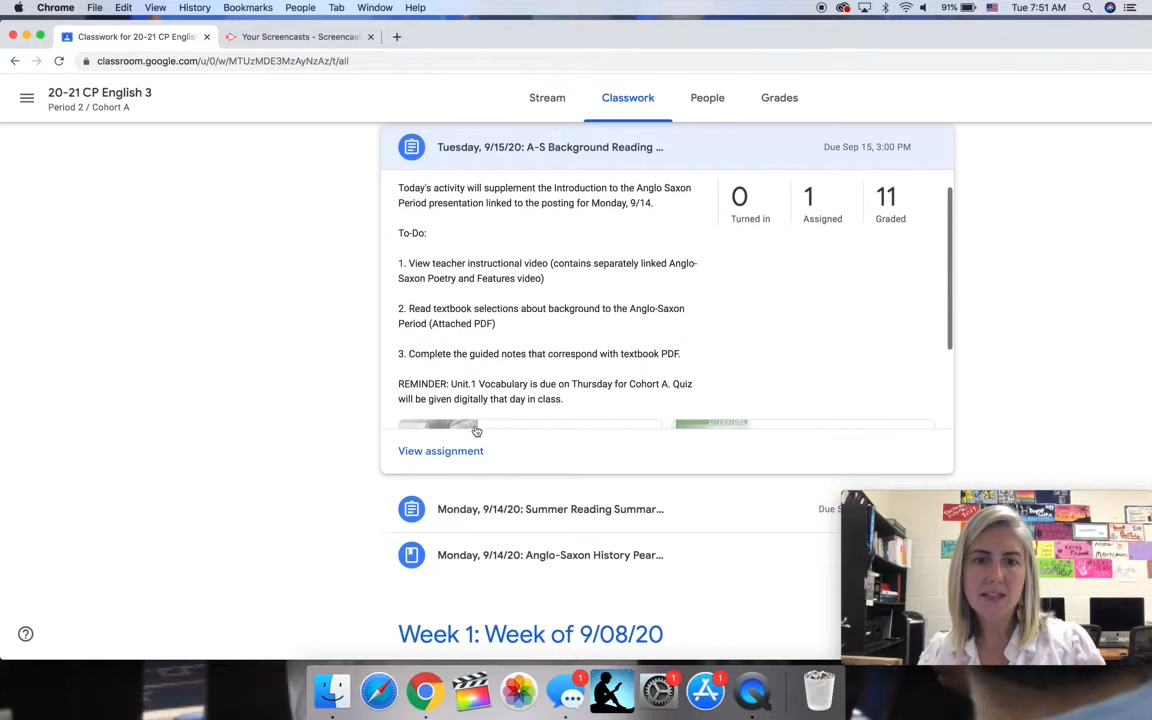 Chrome File Edit View History Bookmarks People Tab Window Help 91% Tue 7:51 AM
Classwork for 20-21 CP Englis Your Screencasts - Screencas
classroom.google.com/u/0/w/MTUzMDE3MzAyNzAz/t/all
20-21 CP English 3
Period 2 / Cohort A
Stream Classwork People Grades
Tuesday, 9/15/20: A-S Background Reading ... Due Sep 15, 3:00 PM
Today's activity will supplement the Introduction to the Anglo Saxon
Period presentation linked to the posting for Monday, 9/14.
0 1 11
Turned in Assigned Graded
To-Do:
1. View teacher instructional video (contains separately linked Anglo-
Saxon Poetry and Features video)
2. Read textbook selections about background to the Anglo-Saxon
Period (Attached PDF)
3. Complete the guided notes that correspond with textbook PDF.
REMINDER: Unit.1 Vocabulary is due on Thursday for Cohort A. Quiz
will be given digitally that day in class.
View assignment
Monday, 9/14/20: Summer Reading Summar... Due
Monday, 9/14/20: Anglo-Saxon History Pear...
Week 1: Week of 9/08/20
1 1 1